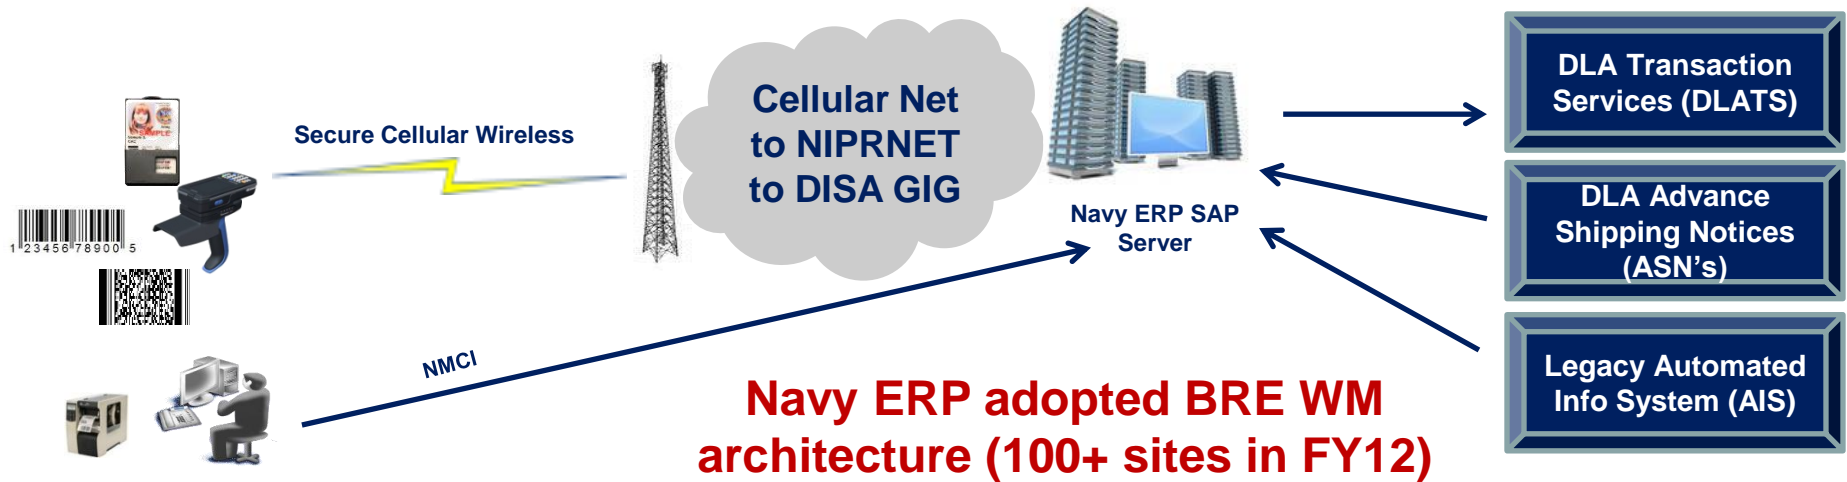 Secure Cellular Wireless
SAMPLE
1 23456 78900 5
Cellular Net
to NIPRNET
to DISA GIG
Navy ERP SAP
Server
DLA Transaction
Services (DLATS)
DLA Advance
Shipping Notices
(ASN’s)
Legacy Automated
Info System (AIS)
NMCI
Navy ERP adopted BRE WM
architecture (100+ sites in FY12)